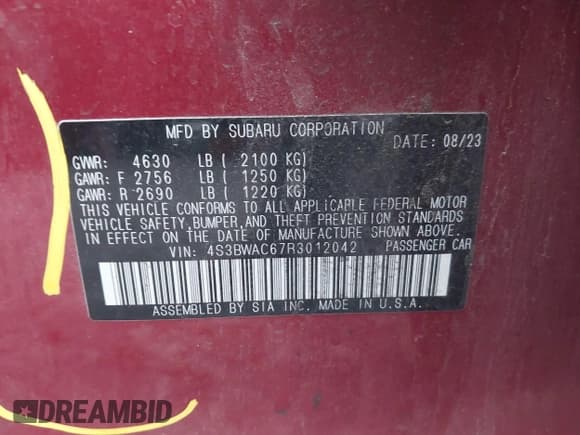 MFD BY SUBARU CORPORATION
DATE: 08/23
GVWR: 4630 LB ( 2100 KG)
GAWR: F 2756 LB ( 1250 KG)
GAWR: R 2690 LB ( 1220 KG)
THIS VEHICLE CONFORMS TO ALL APPLICABLE FEDERAL MOTOR
VEHICLE SAFETY, BUMPER, AND THEFT PREVENTION STANDARDS
IN EFFECT ON THE DATE OF MANUFACTURE SHOWN ABOVE.
VIN: 4S3BWAC67R3012042 PASSENGER CAR
ASSEMBLED BY SIA INC. MADE IN U.S.A.
DREAMBID